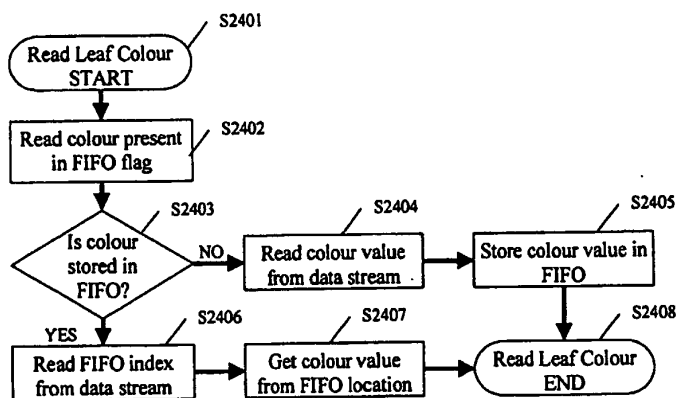 S2401
Read Leaf Colour
START
S2402
Read colour present
in FIFO flag
S2403
Is colour
stored in
FIFO?
NO
S2404
Read colour value
from data stream
S2405
Store colour value in
FIFO
YES
S2406
Read FIFO index
from data stream
S2407
Get colour value
from FIFO location
S2408
Read Leaf Colour
END